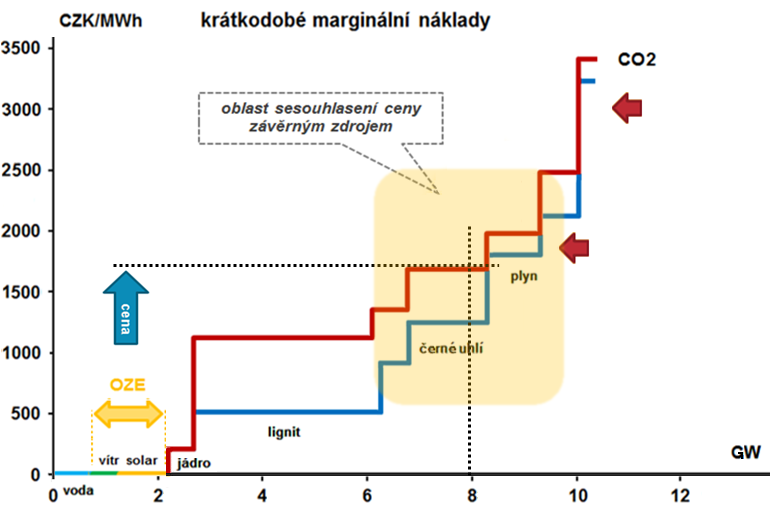 CZK/MWh
krátkodobé marginální náklady
3500
CO2
oblast sesouhlasení ceny
závěrným zdrojem
3000
2500
2000
plyn
1500
cena
černé uhlí
1000
OZE
500
lignit
vítr solar
jádro
GW
0
voda
0 2 4 6 8 10 12